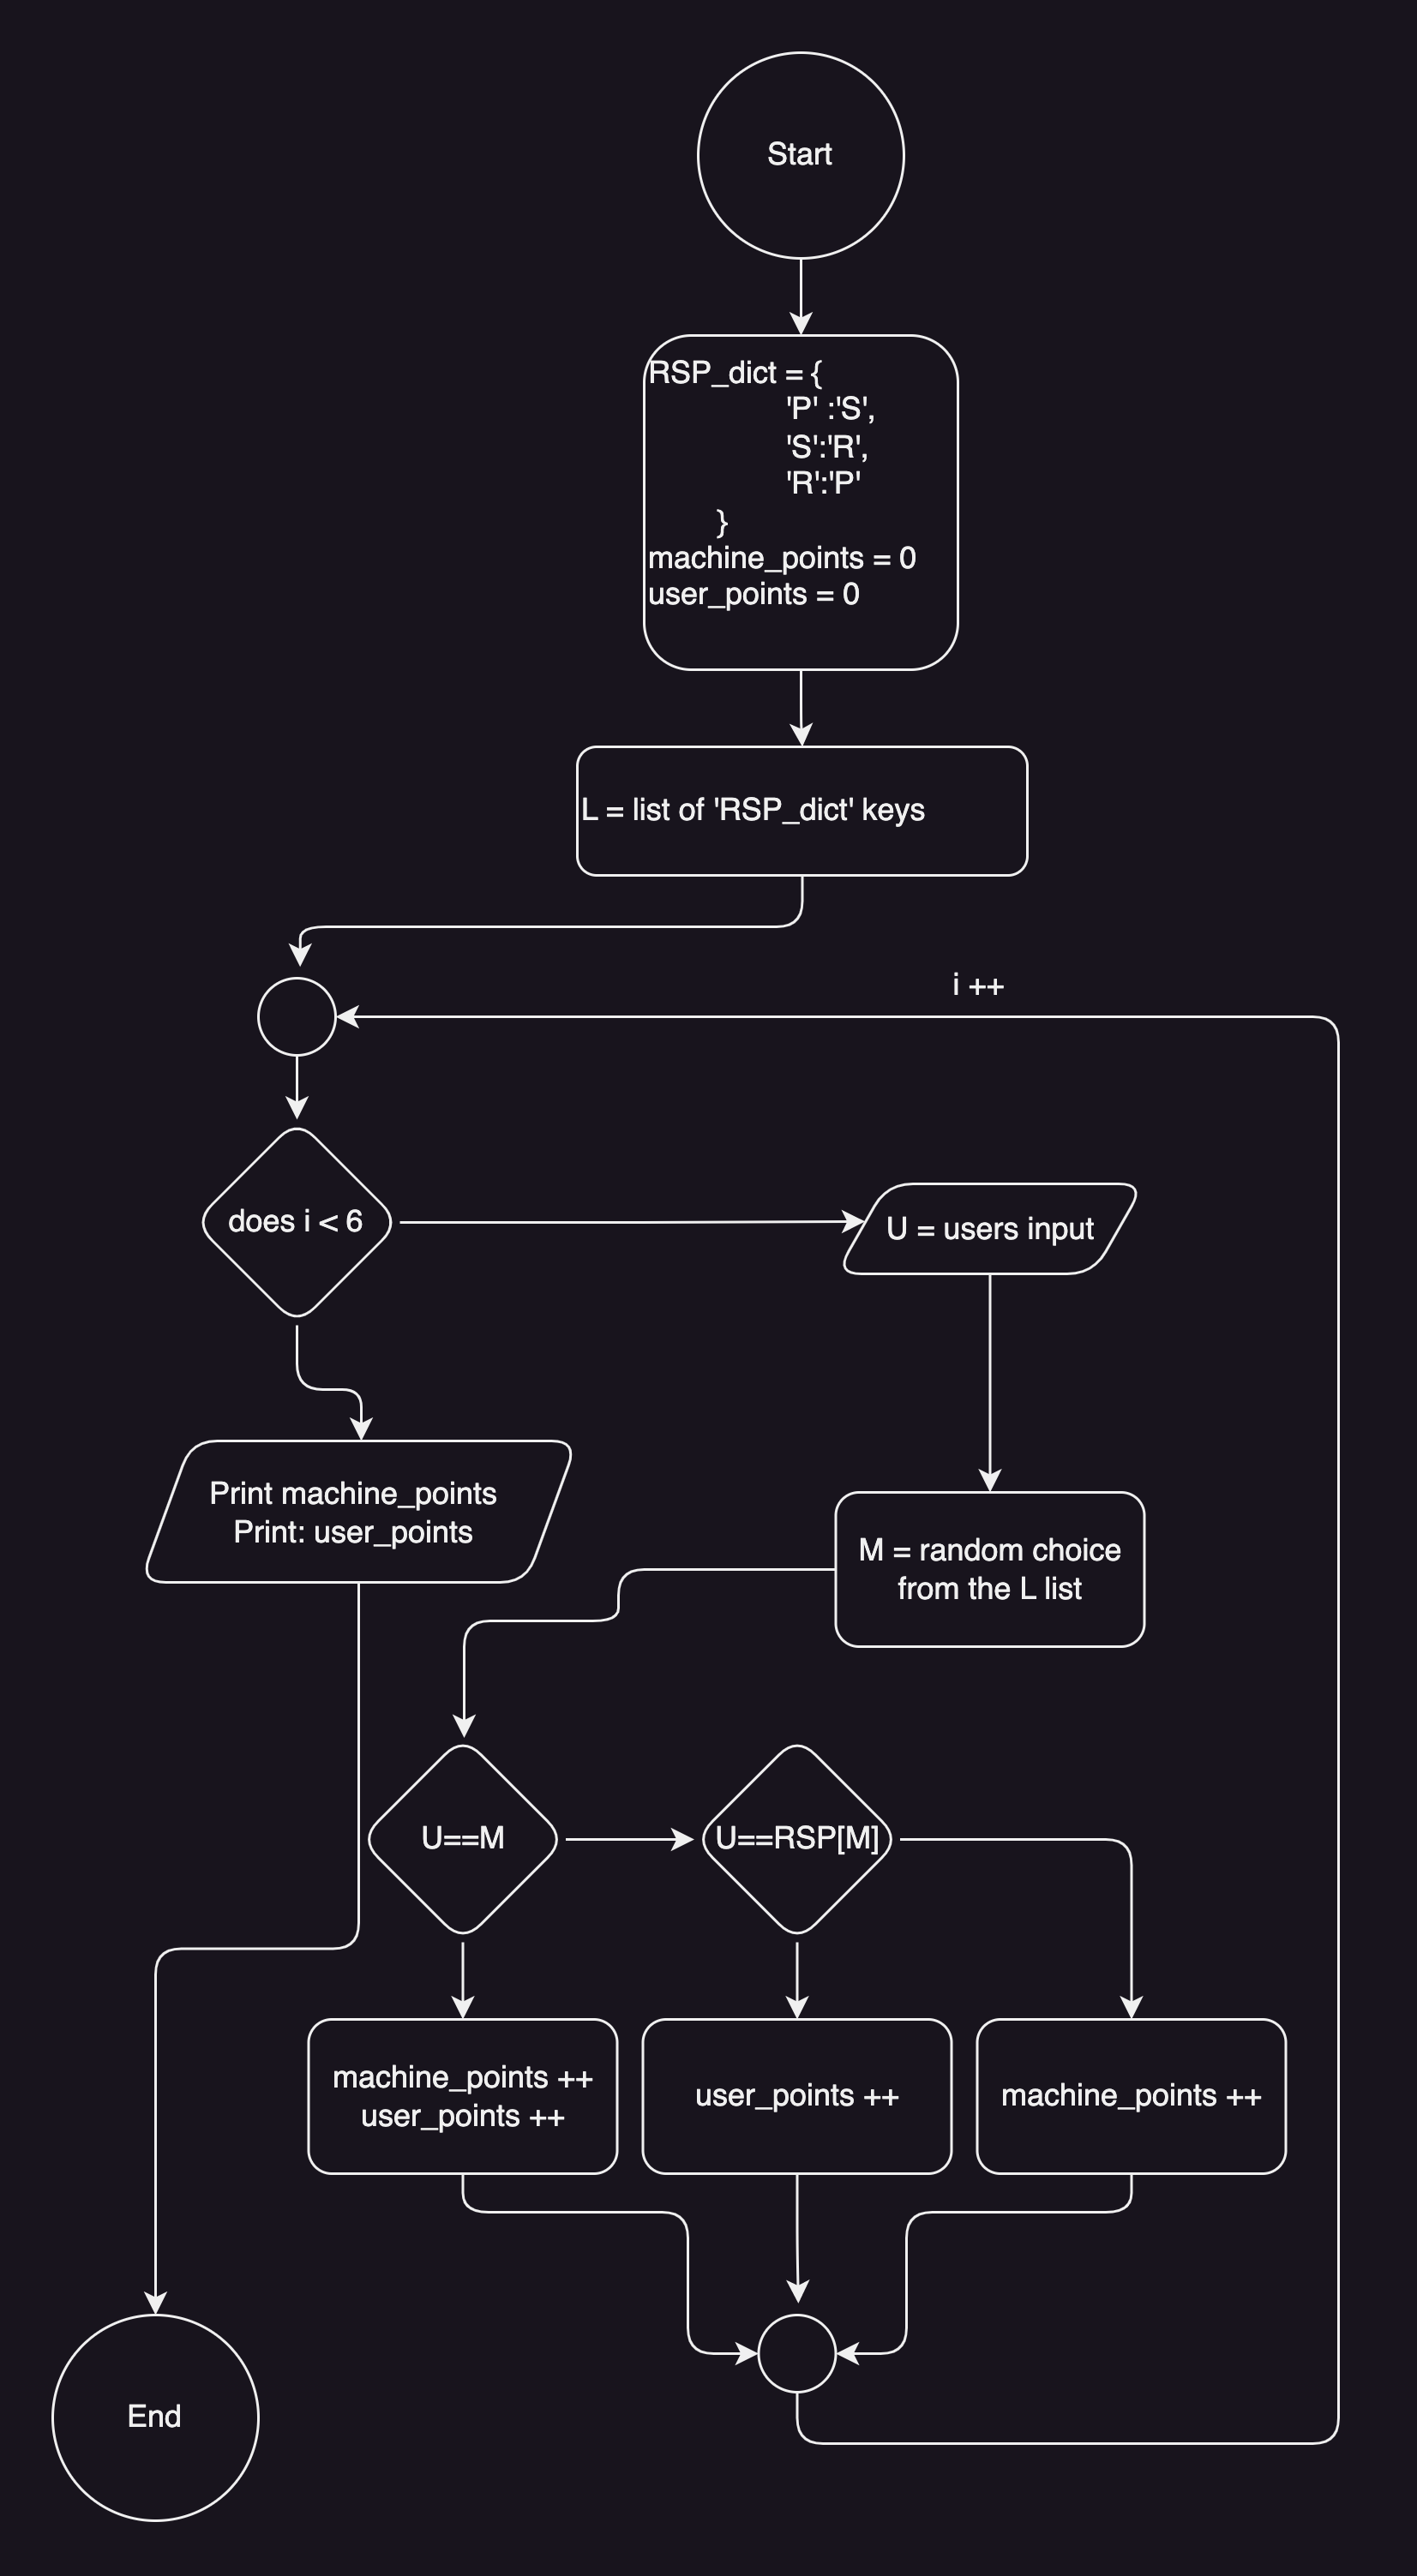 Start
RSP_dict = {
'P' :'S',
'S':'R',
'R':'P'
}
machine_points = 0
user_points = 0
L = list of 'RSP_dict' keys
i ++
does i < 6
U = users input
Print machine_points
Print: user_points
M = random choice
from the L list
U==M
U==RSP[M]
machine_points ++
user_points ++
user_points ++
machine_points ++
End